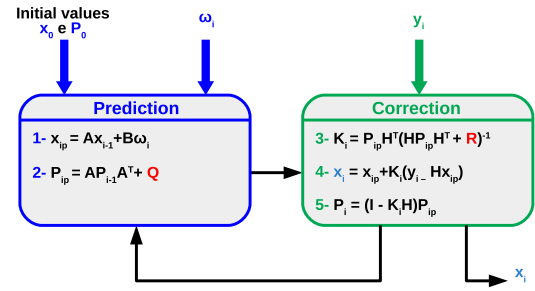 Initial values
x₀ e P₀
ωᵢ
yᵢ
Prediction
1- xᵢₚ = Axᵢ₋₁+Bωᵢ
2- Pᵢₚ = APᵢ₋₁Aᵀ+ Q
Correction
3- Kᵢ = PᵢₚHᵀ(HPᵢₚHᵀ + R)⁻¹
4- xᵢ = xᵢₚ+Kᵢ(yᵢ – Hxᵢₚ)
5- Pᵢ = (I - KᵢH)Pᵢₚ
xᵢ